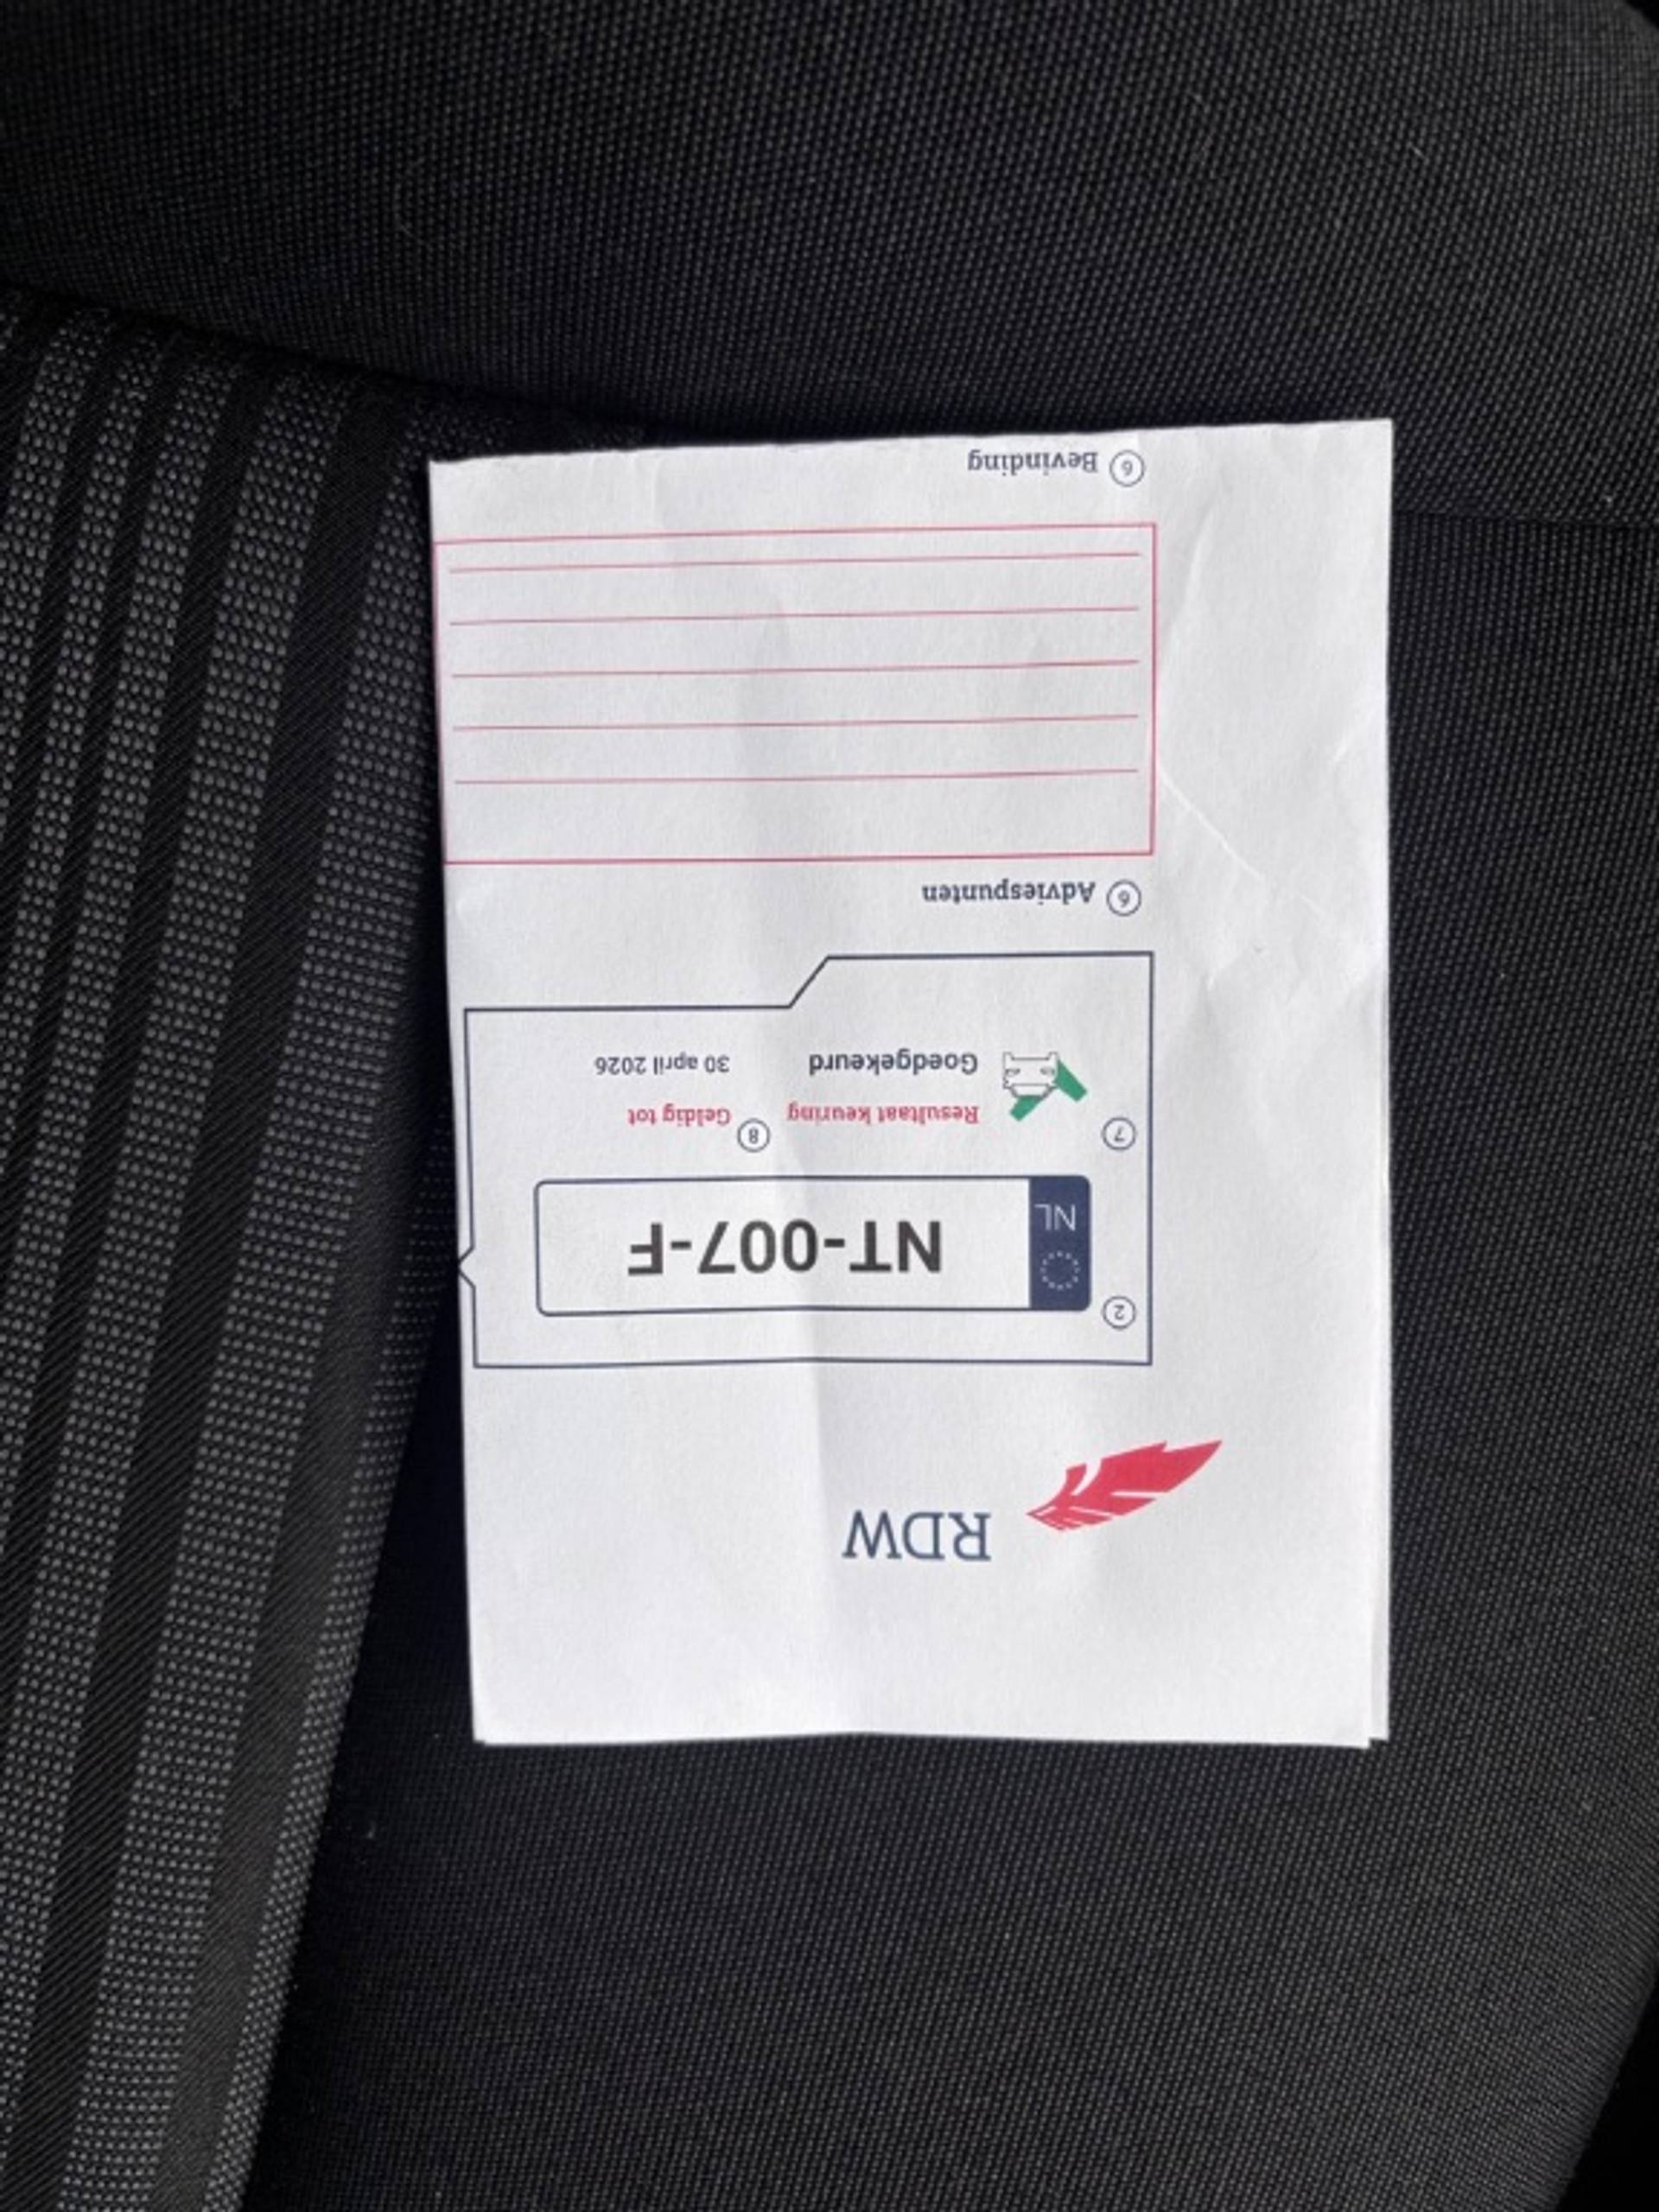 RDW
2
NL
NT-007-F
7
Resultaat keuring
8
Geldig tot
Goedgekeurd
30 april 2026
6 Adviespunten
6 Bevinding